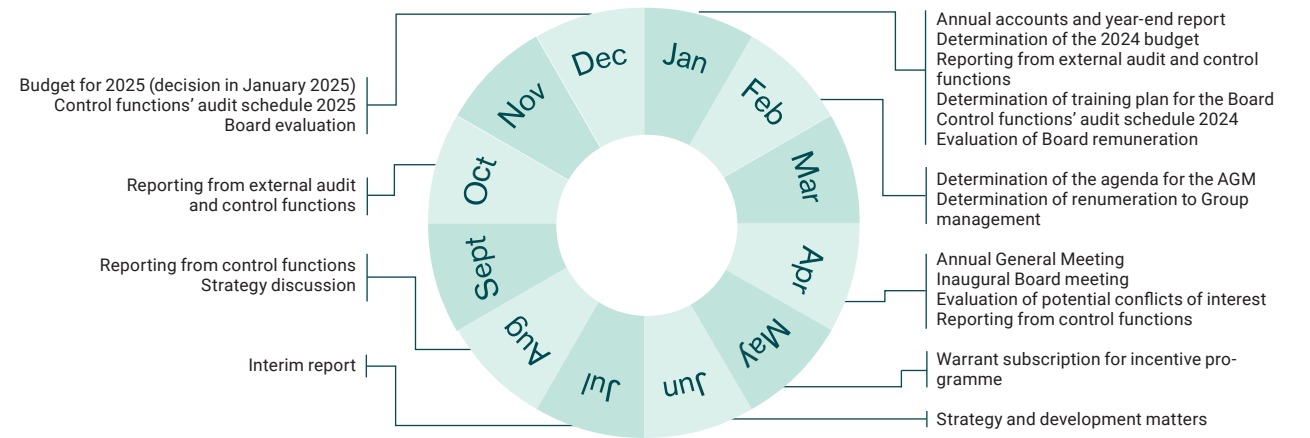 Jan
Feb
Mar
Apr
May
Jun
Jul
Aug
Sept
Oct
Nov
Dec
Annual accounts and year-end report
Determination of the 2024 budget
Reporting from external audit and control
functions
Determination of training plan for the Board
Control functions' audit schedule 2024
Evaluation of Board remuneration
Determination of the agenda for the AGM
Determination of renumeration to Group
management
Annual General Meeting
Inaugural Board meeting
Evaluation of potential conflicts of interest
Reporting from control functions
Warrant subscription for incentive pro-
gramme
Strategy and development matters
Interim report
Reporting from control functions
Strategy discussion
Reporting from external audit
and control functions
Budget for 2025 (decision in January 2025)
Control functions' audit schedule 2025
Board evaluation